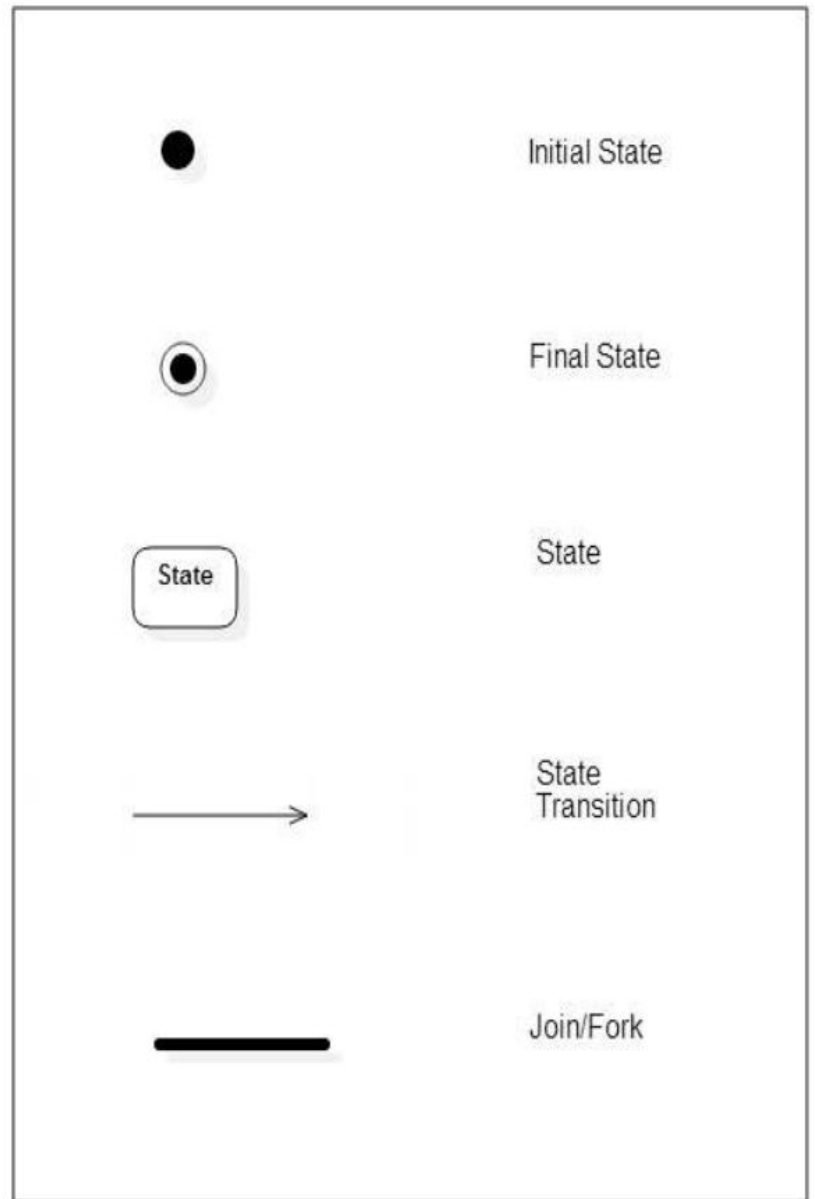 Initial State
Final State
State
State
State
Transition
Join/Fork